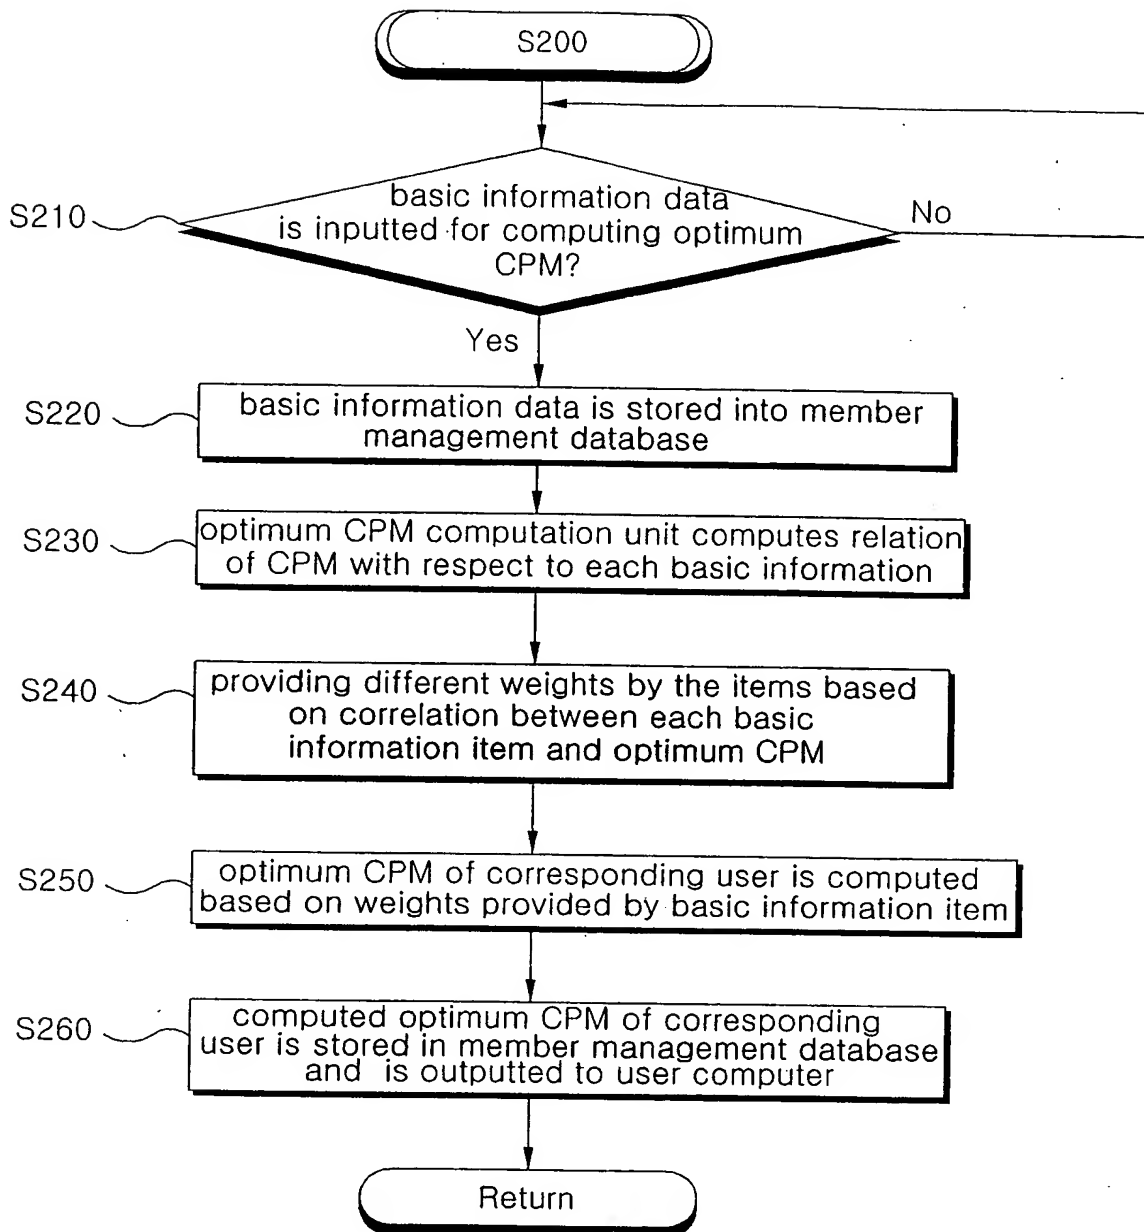 S200
S210
basic information data
is inputted for computing optimum
CPM?
No
Yes
S220
basic information data is stored into member
management database
S230
optimum CPM computation unit computes relation
of CPM with respect to each basic information
S240
providing different weights by the items based
on correlation between each basic
information item and optimum CPM
S250
optimum CPM of corresponding user is computed
based on weights provided by basic information item
S260
computed optimum CPM of corresponding
user is stored in member management database
and is outputted to user computer
Return